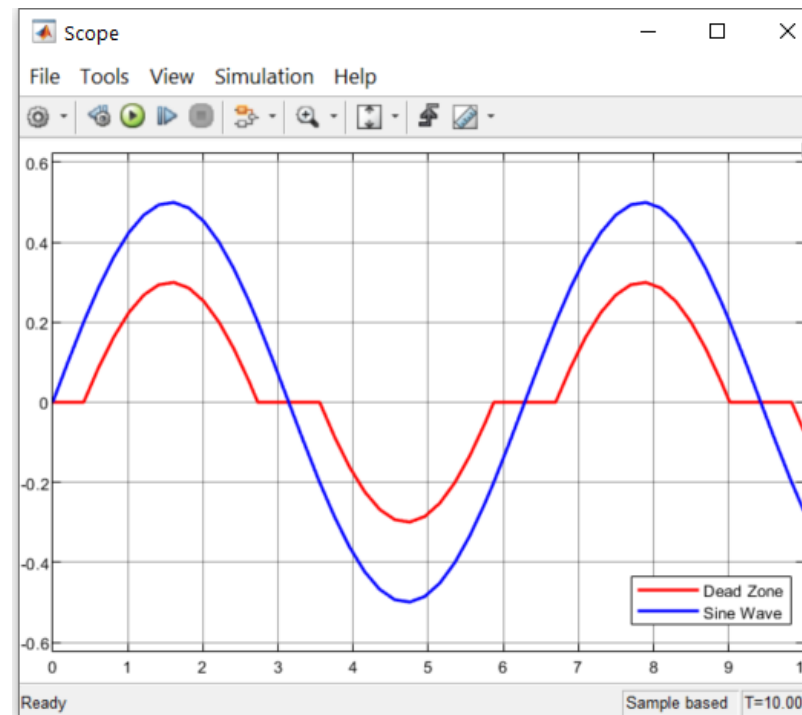 Scope
File Tools View Simulation Help
0.6
0.4
0.2
0
-0.2
-0.4
-0.6
Dead Zone
Sine Wave
0 1 2 3 4 5 6 7 8 9 1
Ready Sample based T=10.00